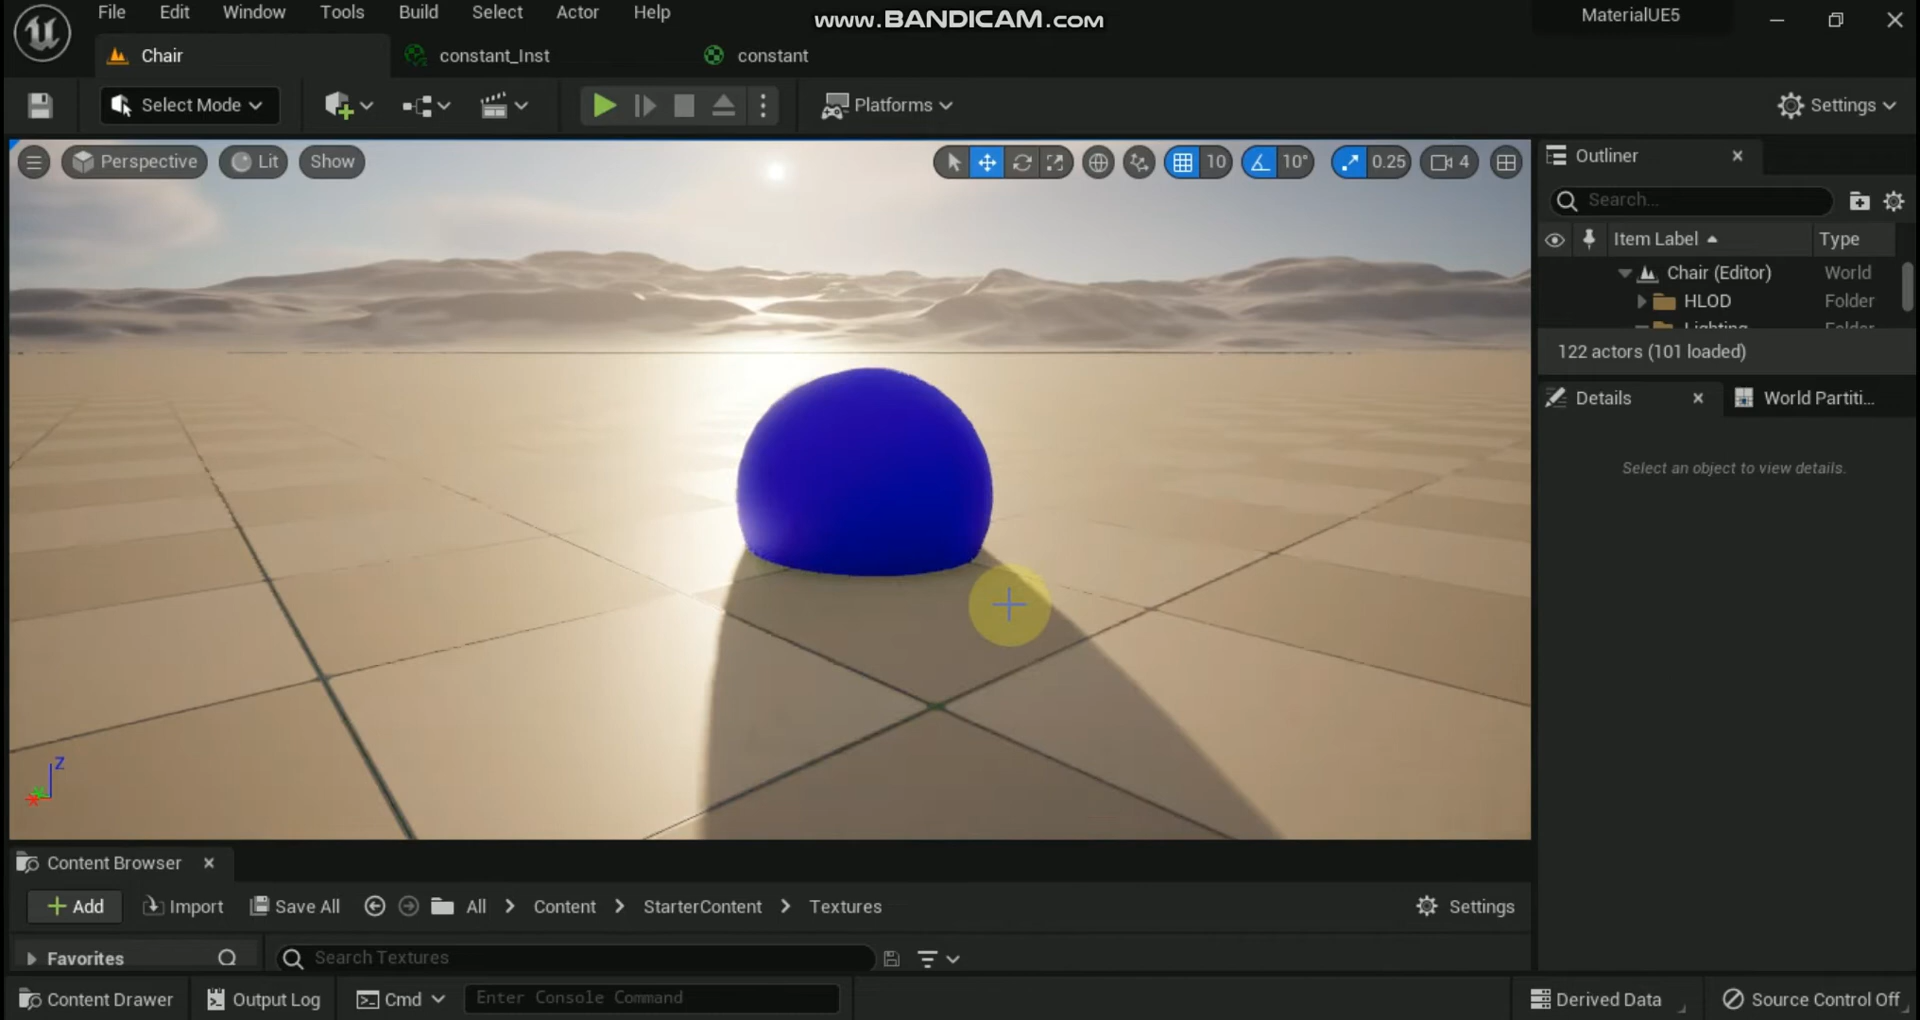 File Edit Window Tools Build Select Actor Help
www.BANDICAM.com
MaterialUE5
Chair
constant_Inst
constant
Select Mode
Platforms
Settings
Perspective
Lit
Show
10
10°
0.25
4
Outliner
Search...
Item Label
Type
Chair (Editor) World
HLOD Folder
Lighting Folder
122 actors (101 loaded)
Details
World Partiti...
Select an object to view details.
Z
Content Browser
Add
Import
Save All
All > Content > StarterContent > Textures
Settings
Favorites
Search Textures
Content Drawer
Output Log
Cmd
Enter Console Command
Derived Data
Source Control Off